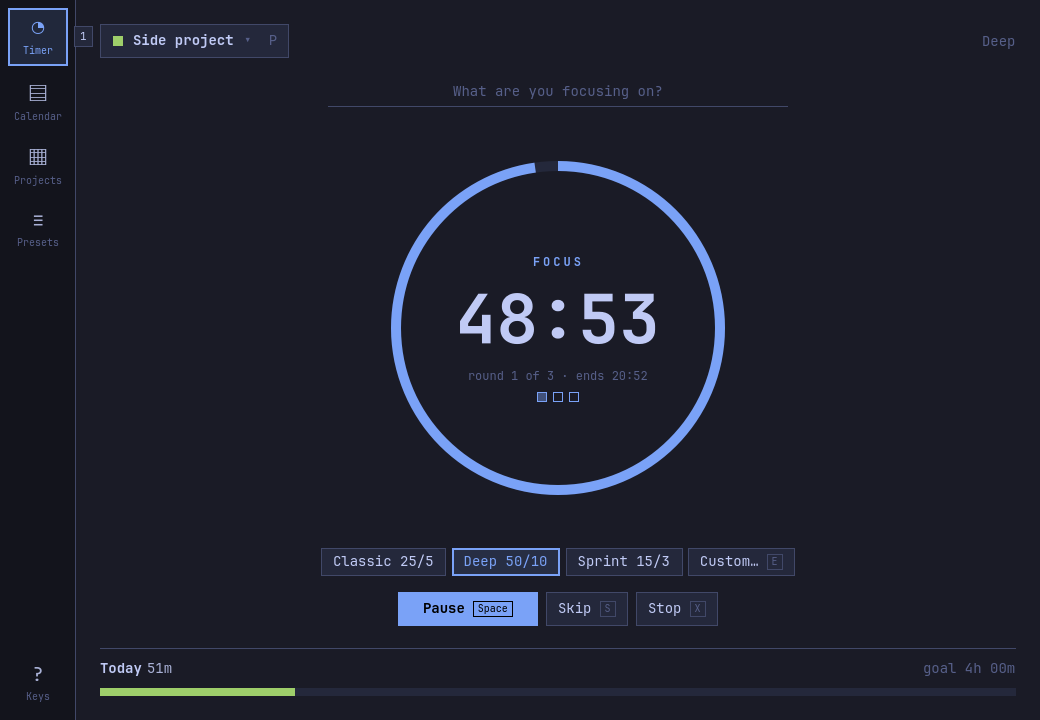 Timer
1
Side project ▾ P
Deep
Calendar
Projects
Presets
What are you focusing on?
FOCUS
48:53
round 1 of 3 · ends 20:52
Classic 25/5
Deep 50/10
Sprint 15/3
Custom… E
Pause Space
Skip S
Stop X
Today 51m
goal 4h 00m
?
Keys